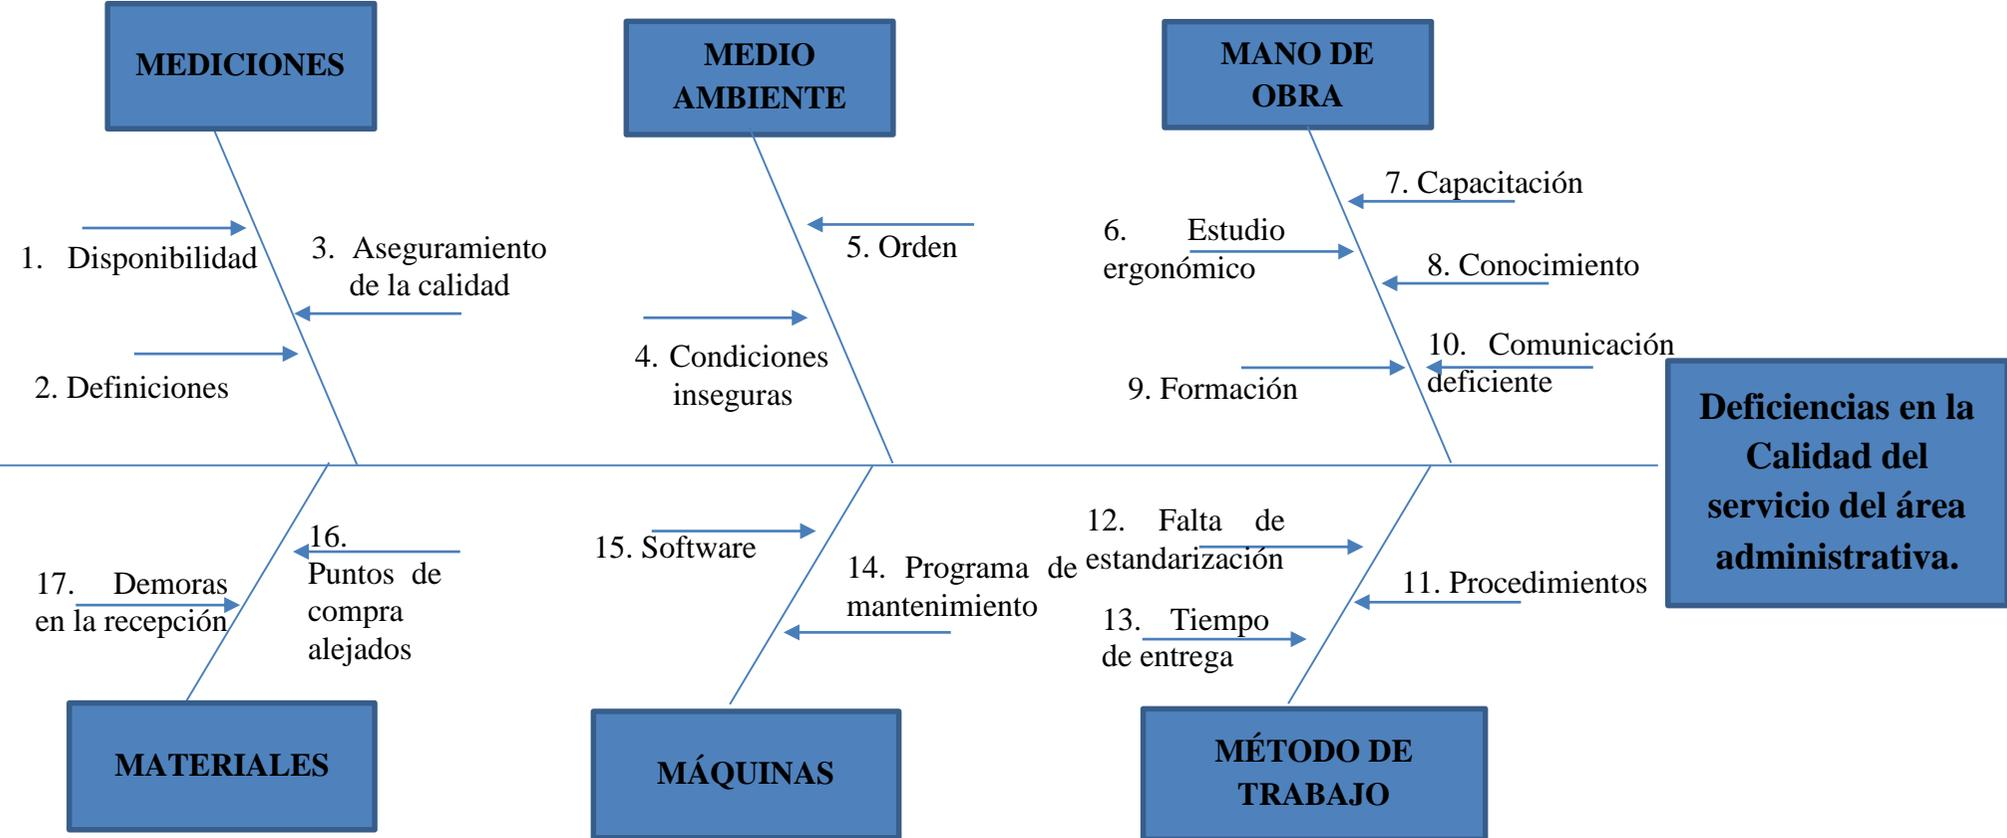 MEDICIONES
MEDIO
AMBIENTE
MANO DE
OBRA
1. Disponibilidad
3. Aseguramiento
de la calidad
2. Definiciones
5. Orden
4. Condiciones
inseguras
7. Capacitación
6. Estudio
ergonómico
8. Conocimiento
10. Comunicación
deficiente
9. Formación
Deficiencias en la
Calidad del
servicio del área
administrativa.
16.
Puntos de
compra
alejados
17. Demoras
en la recepción
15. Software
14. Programa de
mantenimiento
12. Falta de
estandarización
11. Procedimientos
13. Tiempo
de entrega
MATERIALES
MÁQUINAS
MÉTODO DE
TRABAJO